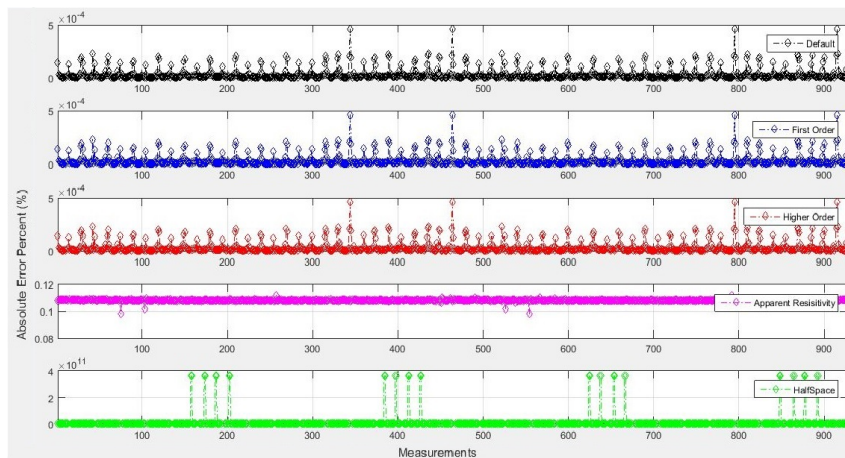 ×10⁻⁴
5
0
Default
100 200 300 400 500 600 700 800 900
×10⁻⁴
5
0
First Order
100 200 300 400 500 600 700 800 900
×10⁻⁴
5
0
Higher Order
100 200 300 400 500 600 700 800 900
0.12
0.1
0.08
Apparent Resisitivity
100 200 300 400 500 600 700 800 900
×10¹¹
4
2
0
HalfSpace
100 200 300 400 500 600 700 800 900
Absolute Error Percent (%)
Measurements